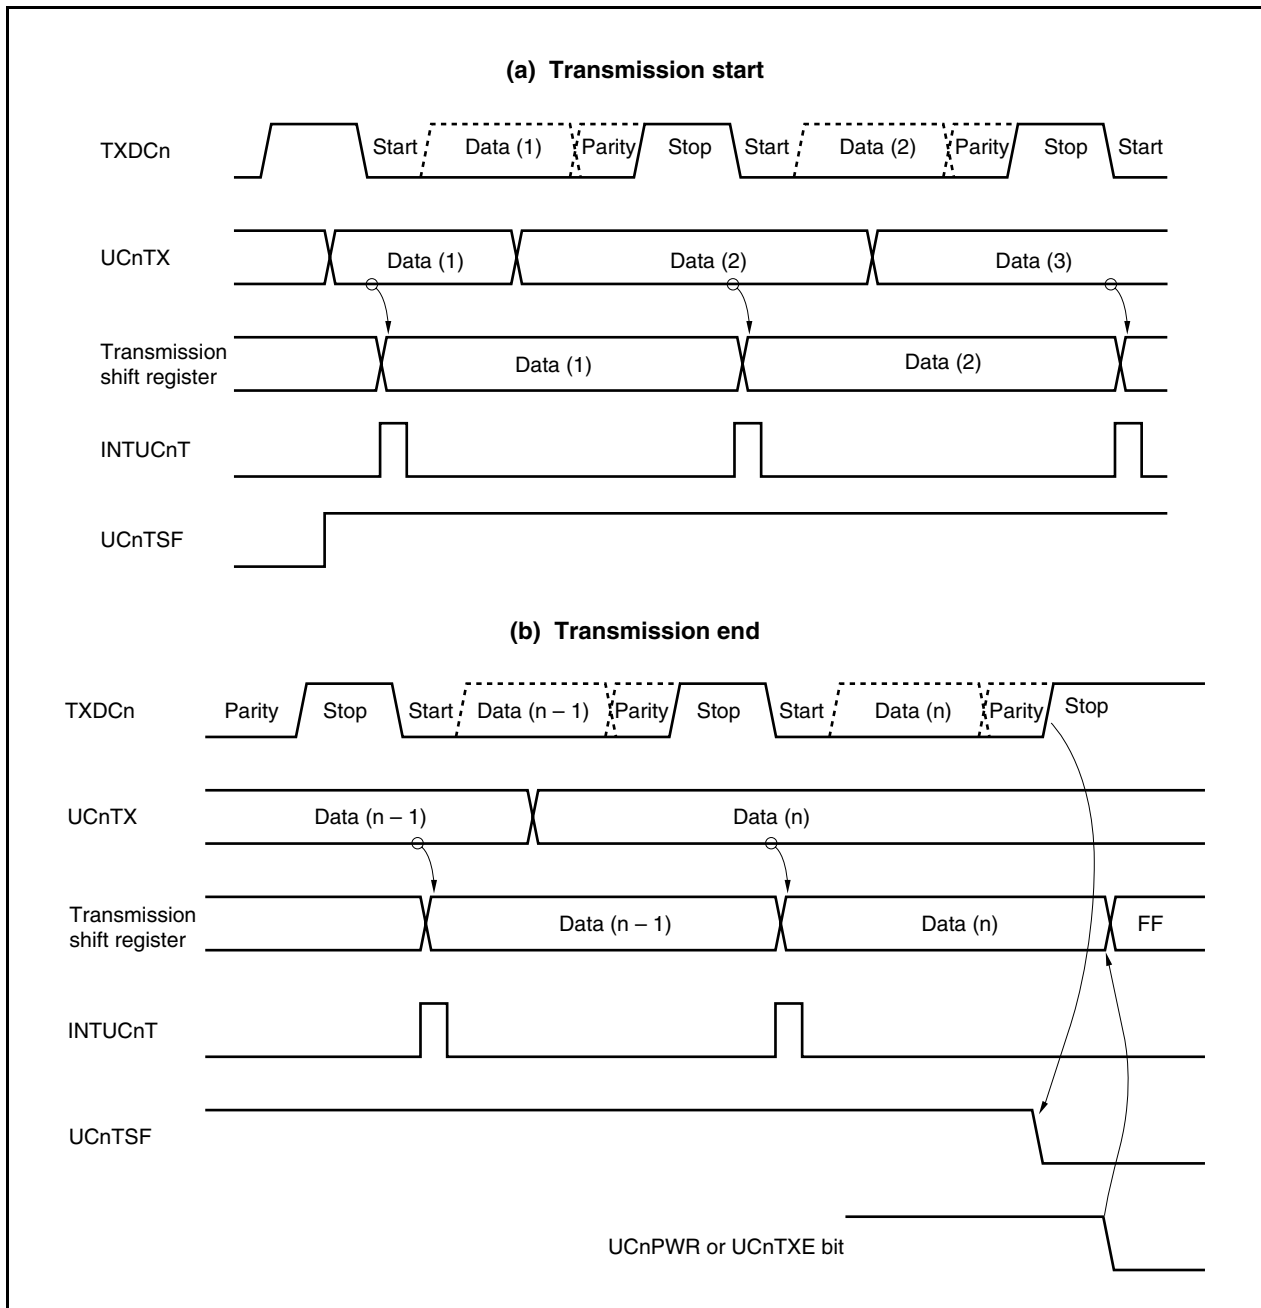 (a) Transmission start
TXDCn
Start Data (1) Parity Stop Start Data (2) Parity Stop Start
UCnTX
Data (1) Data (2) Data (3)
Transmission
shift register
Data (1) Data (2)
INTUCnT
UCnTSF
(b) Transmission end
TXDCn
Parity Stop Start Data (n – 1) Parity Stop Start Data (n) Parity Stop
UCnTX
Data (n – 1) Data (n)
Transmission
shift register
Data (n – 1) Data (n) FF
INTUCnT
UCnTSF
UCnPWR or UCnTXE bit